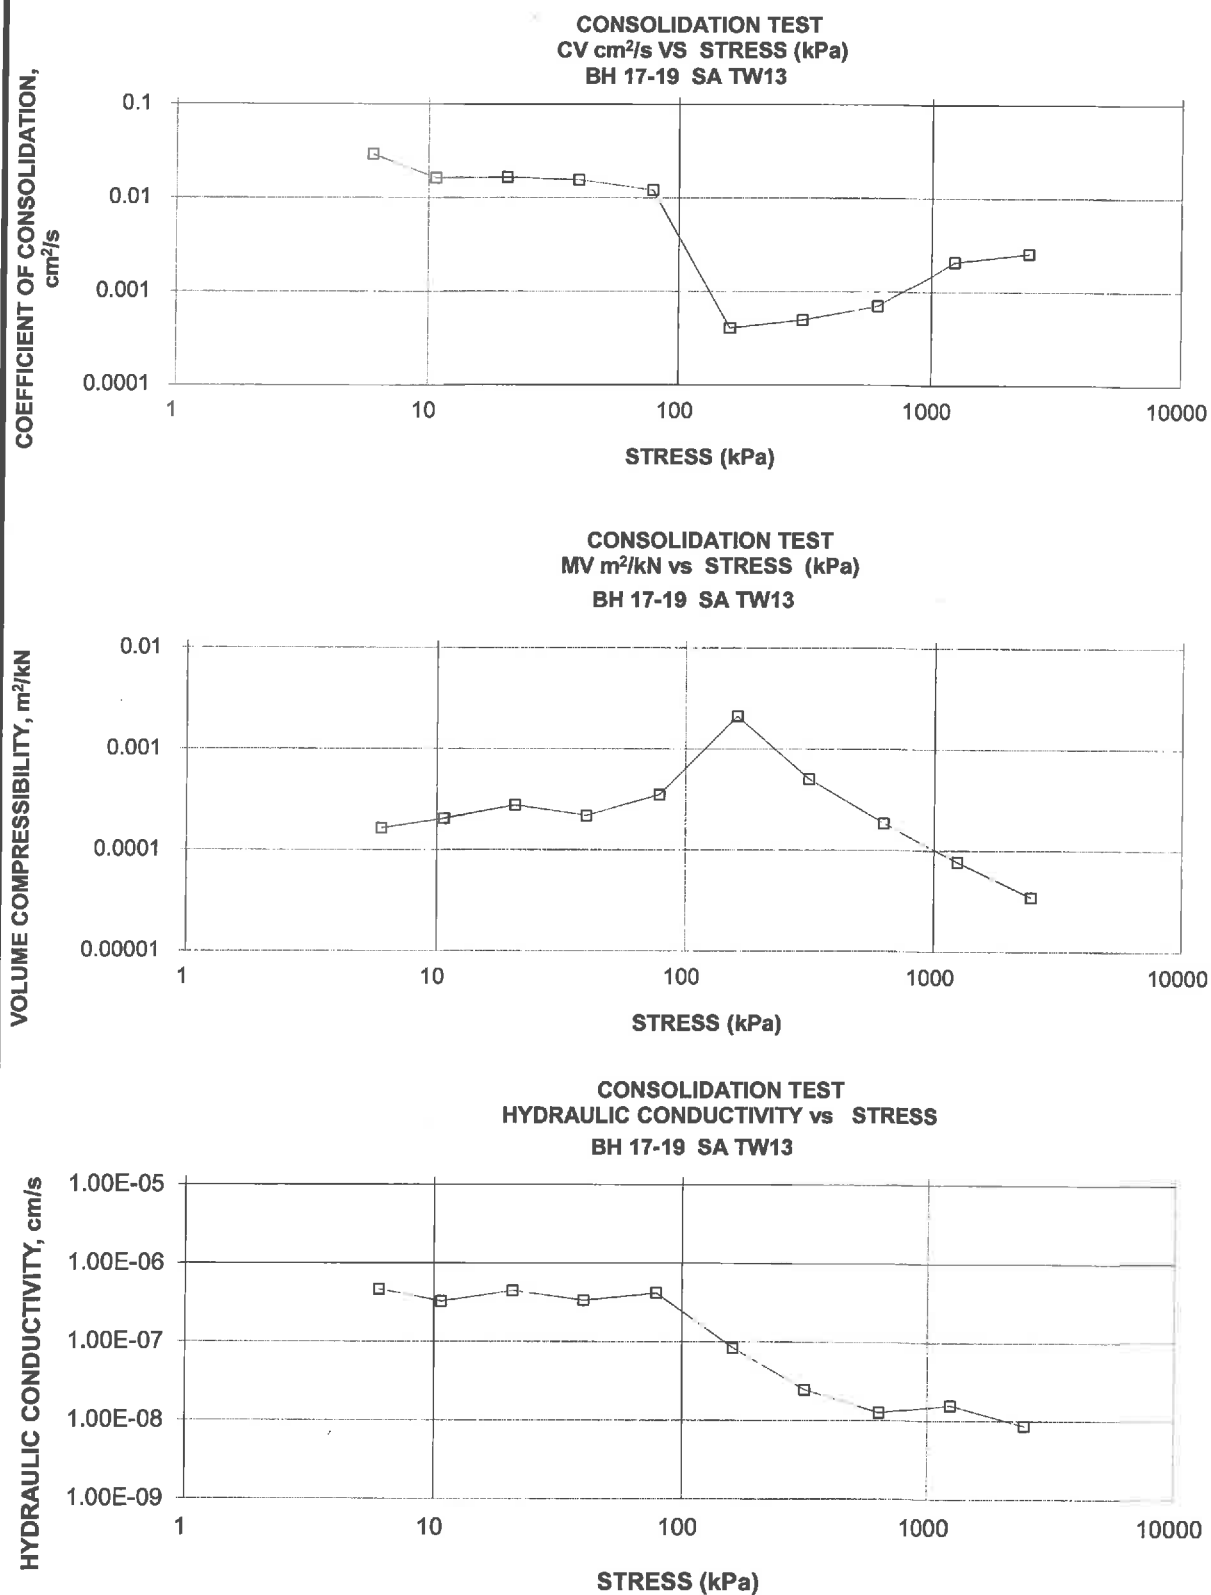 CONSOLIDATION TEST
CV cm²/s VS STRESS (kPa)
BH 17-19 SA TW13
COEFFICIENT OF CONSOLIDATION,
cm²/s
0.1
0.01
0.001
0.0001
1 10 100 1000 10000
STRESS (kPa)
CONSOLIDATION TEST
MV m²/kN vs STRESS (kPa)
BH 17-19 SA TW13
VOLUME COMPRESSIBILITY, m²/kN
0.01
0.001
0.0001
0.00001
1 10 100 1000 10000
STRESS (kPa)
CONSOLIDATION TEST
HYDRAULIC CONDUCTIVITY vs STRESS
BH 17-19 SA TW13
HYDRAULIC CONDUCTIVITY, cm/s
1.00E-05
1.00E-06
1.00E-07
1.00E-08
1.00E-09
1 10 100 1000 10000
STRESS (kPa)